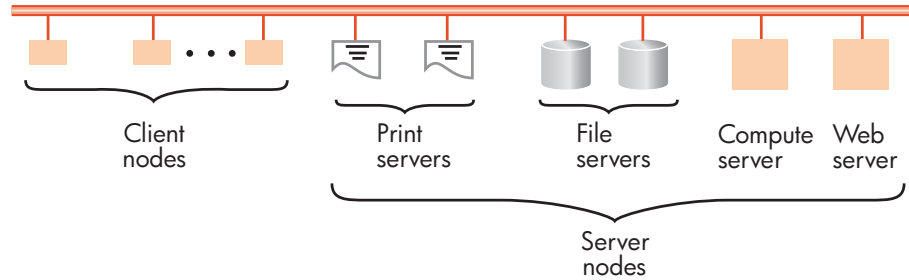 Client
nodes
Print
servers
File
servers
Compute
server
Web
server
Server
nodes